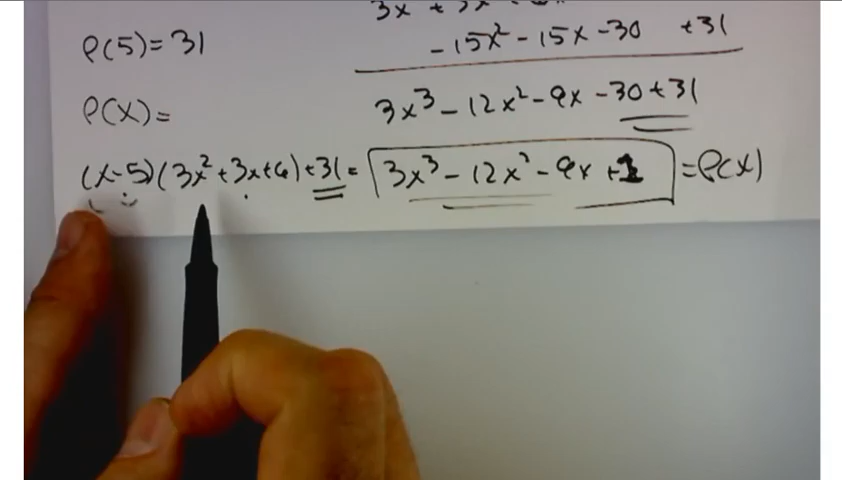 - 15x² - 15x - 30 + 31
P(5) = 31
3x³ - 12x² - 9x - 30 + 31
P(x) =
(x-5)(3x² + 3x + 6) + 31 = 3x³ - 12x² - 9x + 1 = P(x)